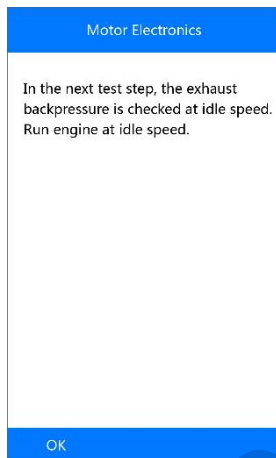 Motor Electronics
In the next test step, the exhaust
backpressure is checked at idle speed.
Run engine at idle speed.
OK